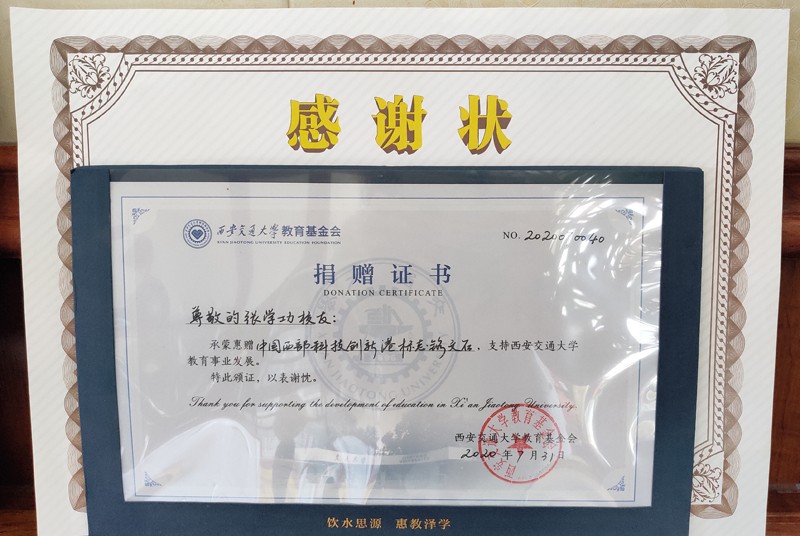 感谢状
西安交通大学教育基金会
XI'AN JIAOTONG UNIVERSITY EDUCATION FOUNDATION
NO. 2020070040
捐赠证书
DONATION CERTIFICATE
尊敬的张学功校友：
承荣惠赠中国西部科技创新港标志铭文石，支持西安交通大学
教育事业发展。
特此颁证，以表谢忱。
Thank you for supporting the development of education in Xi'an Jiaotong University.
西安交通大学教育基金会
2020年7月31日
饮水思源 惠教泽学